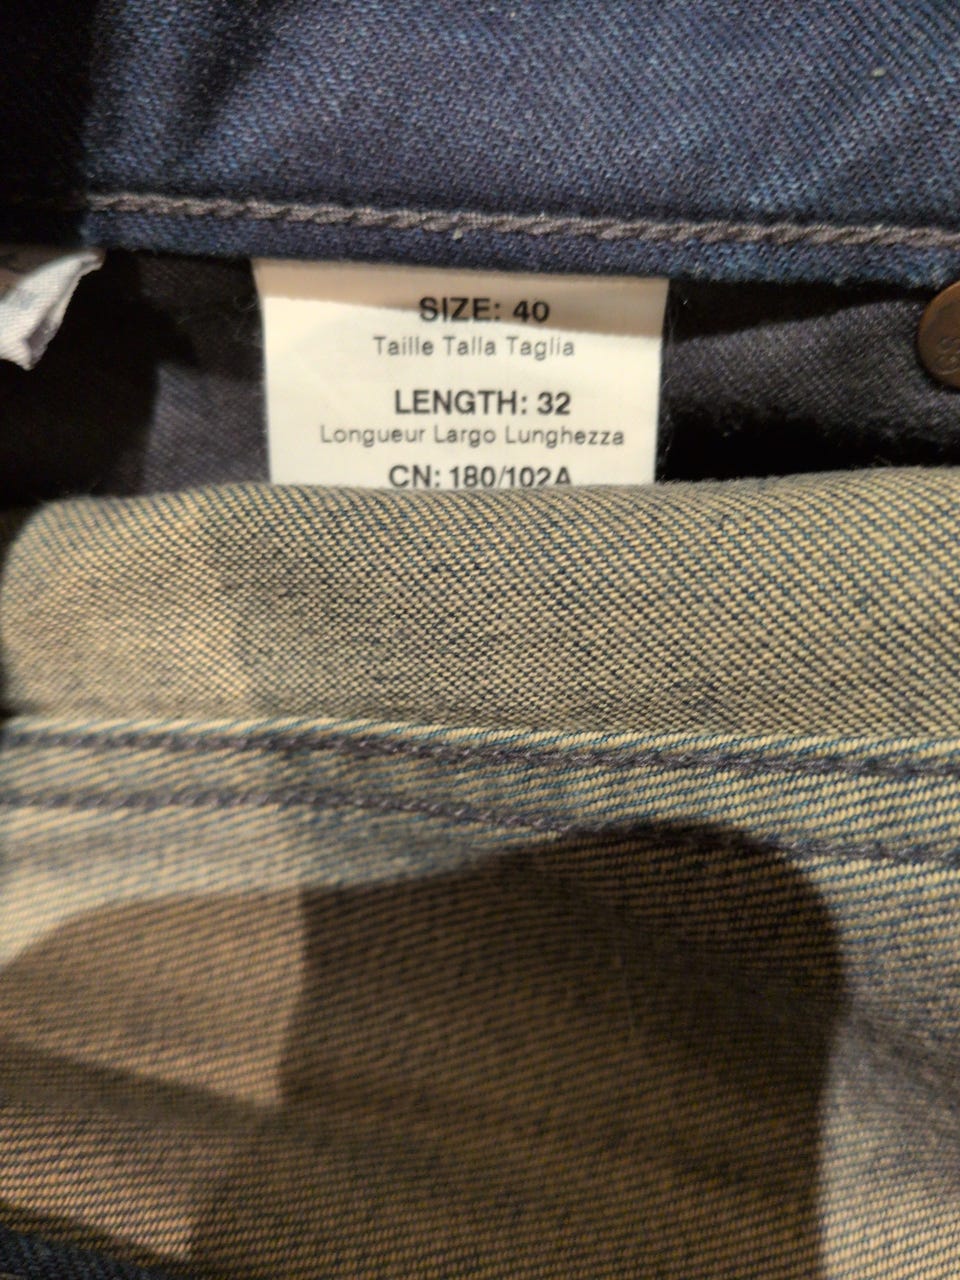 SIZE: 40
Taille Talla Taglia
LENGTH: 32
Longueur Largo Lunghezza
CN: 180/102A